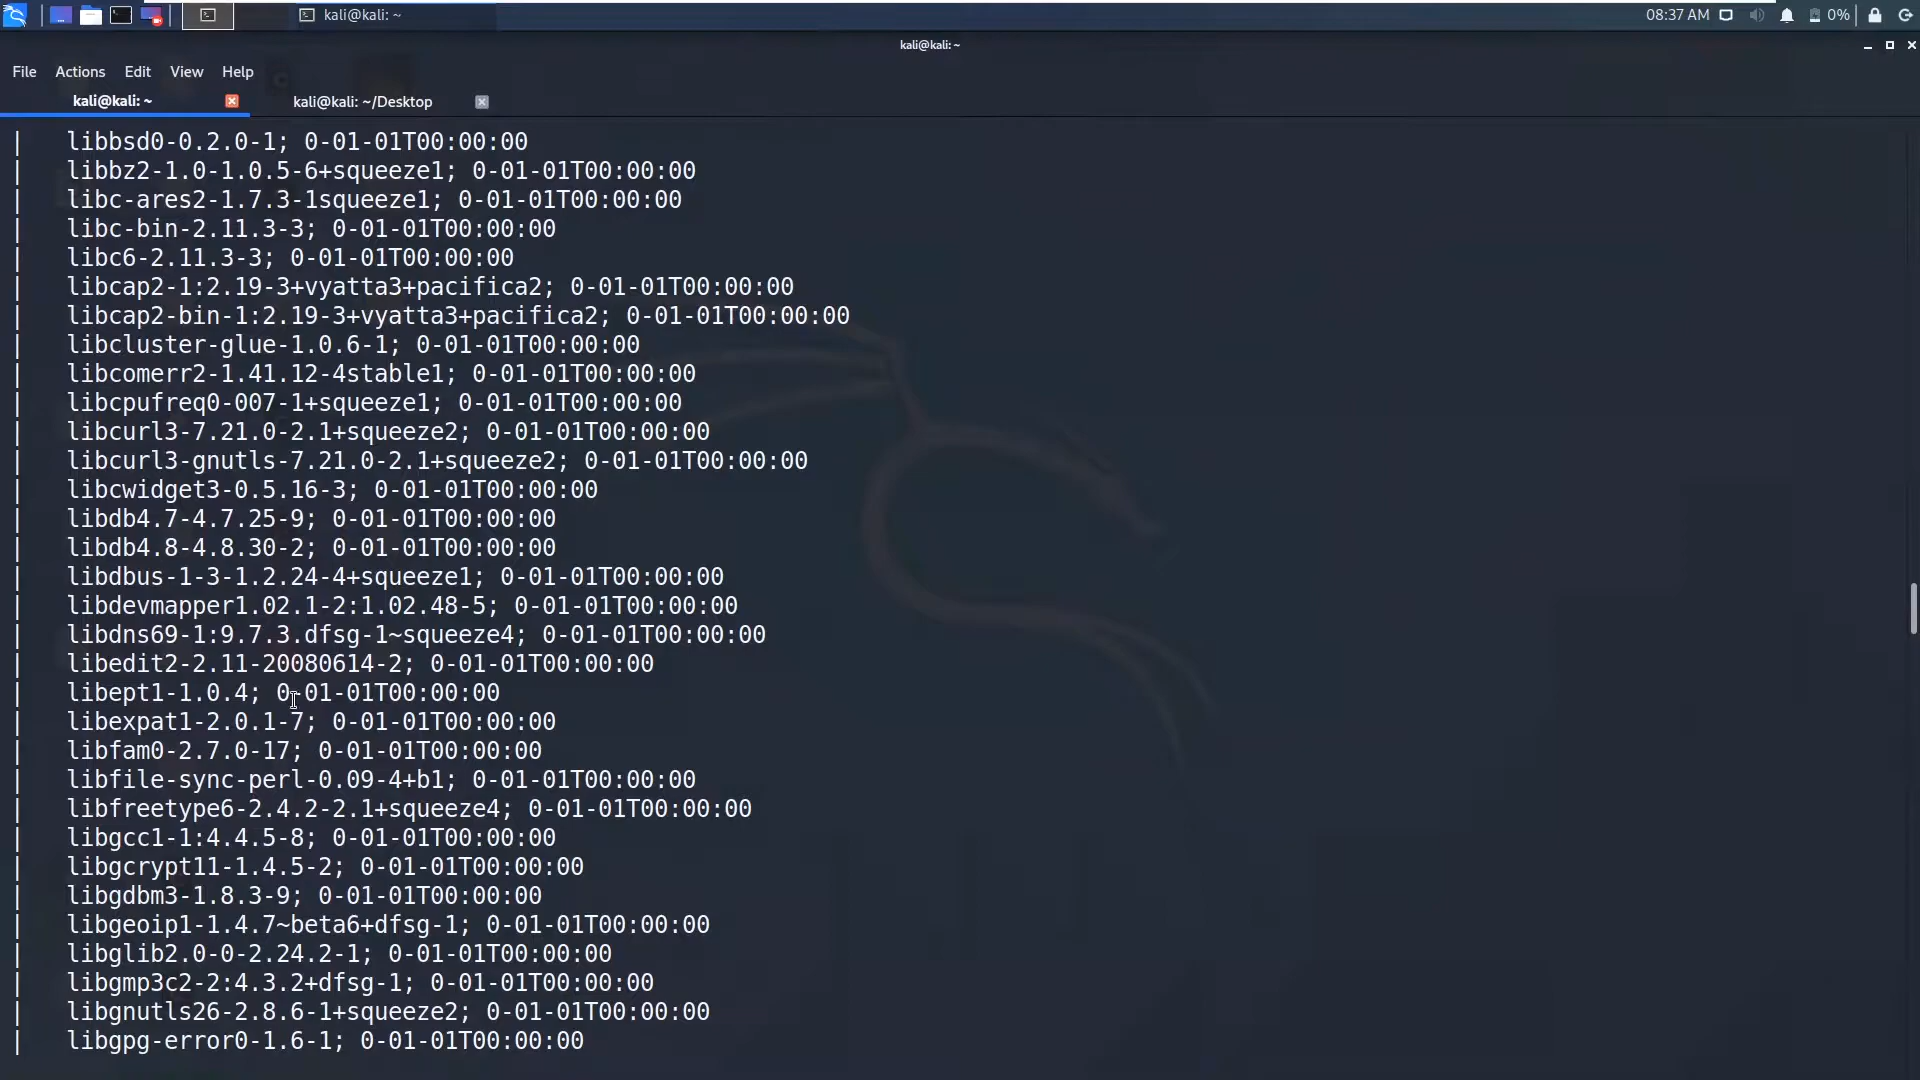 kali@kali: ~
08:37 AM
0%
kali@kali: ~
File Actions Edit View Help
kali@kali: ~
kali@kali: ~/Desktop
| libbsd0-0.2.0-1; 0-01-01T00:00:00
| libbz2-1.0-1.0.5-6+squeeze1; 0-01-01T00:00:00
| libc-ares2-1.7.3-1squeeze1; 0-01-01T00:00:00
| libc-bin-2.11.3-3; 0-01-01T00:00:00
| libc6-2.11.3-3; 0-01-01T00:00:00
| libcap2-1:2.19-3+vyatta3+pacifica2; 0-01-01T00:00:00
| libcap2-bin-1:2.19-3+vyatta3+pacifica2; 0-01-01T00:00:00
| libcluster-glue-1.0.6-1; 0-01-01T00:00:00
| libcomerr2-1.41.12-4stable1; 0-01-01T00:00:00
| libcpufreq0-007-1+squeeze1; 0-01-01T00:00:00
| libcurl3-7.21.0-2.1+squeeze2; 0-01-01T00:00:00
| libcurl3-gnutls-7.21.0-2.1+squeeze2; 0-01-01T00:00:00
| libcwidget3-0.5.16-3; 0-01-01T00:00:00
| libdb4.7-4.7.25-9; 0-01-01T00:00:00
| libdb4.8-4.8.30-2; 0-01-01T00:00:00
| libdbus-1-3-1.2.24-4+squeeze1; 0-01-01T00:00:00
| libdevmapper1.02.1-2:1.02.48-5; 0-01-01T00:00:00
| libdns69-1:9.7.3.dfsg-1~squeeze4; 0-01-01T00:00:00
| libedit2-2.11-20080614-2; 0-01-01T00:00:00
| libept1-1.0.4; 0-01-01T00:00:00
| libexpat1-2.0.1-7; 0-01-01T00:00:00
| libfam0-2.7.0-17; 0-01-01T00:00:00
| libfile-sync-perl-0.09-4+b1; 0-01-01T00:00:00
| libfreetype6-2.4.2-2.1+squeeze4; 0-01-01T00:00:00
| libgcc1-1:4.4.5-8; 0-01-01T00:00:00
| libgcrypt11-1.4.5-2; 0-01-01T00:00:00
| libgdbm3-1.8.3-9; 0-01-01T00:00:00
| libgeoip1-1.4.7~beta6+dfsg-1; 0-01-01T00:00:00
| libglib2.0-0-2.24.2-1; 0-01-01T00:00:00
| libgmp3c2-2:4.3.2+dfsg-1; 0-01-01T00:00:00
| libgnutls26-2.8.6-1+squeeze2; 0-01-01T00:00:00
| libgpg-error0-1.6-1; 0-01-01T00:00:00